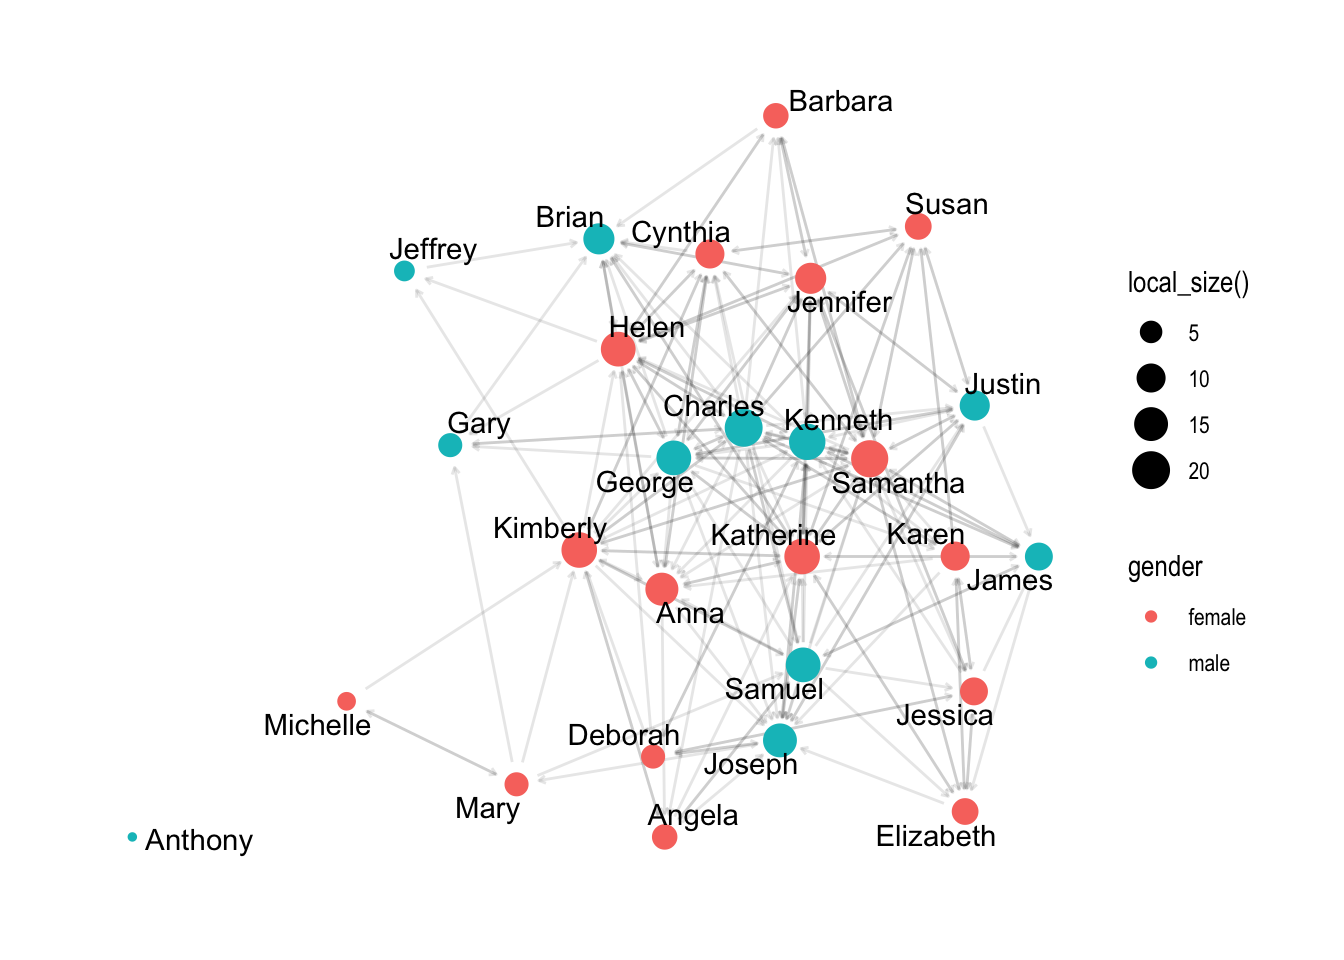 Barbara
Susan
Brian
Cynthia
Jeffrey
Jennifer
Helen
Justin
Charles
Kenneth
Gary
George
Samantha
Kimberly
Katherine
Karen
James
Anna
Samuel
Jessica
Michelle
Deborah
Joseph
Mary
Angela
Elizabeth
Anthony
local_size()
5
10
15
20
gender
female
male